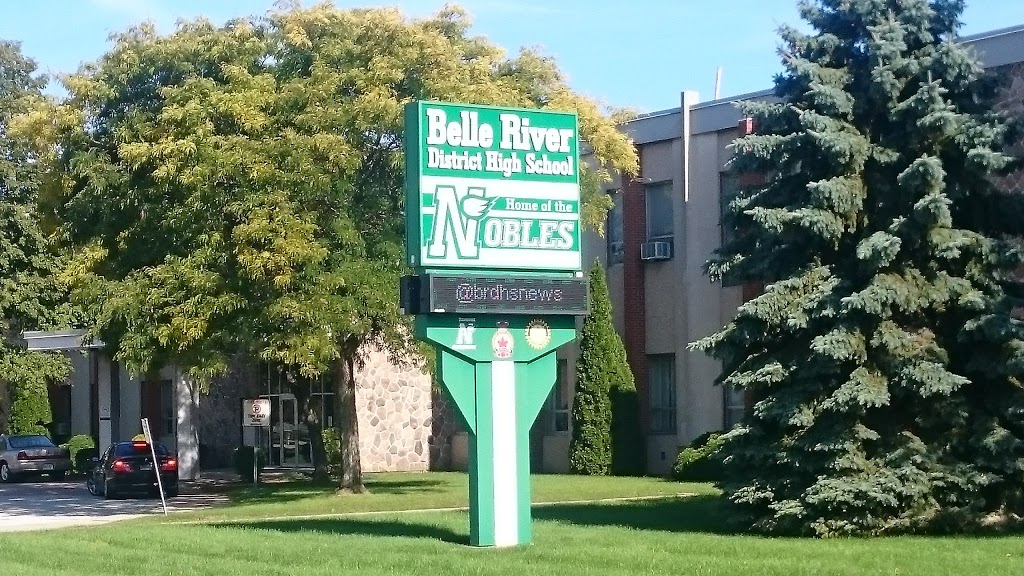 Belle River
District High School
Home of the
NOBLES
@brdhsnews
N